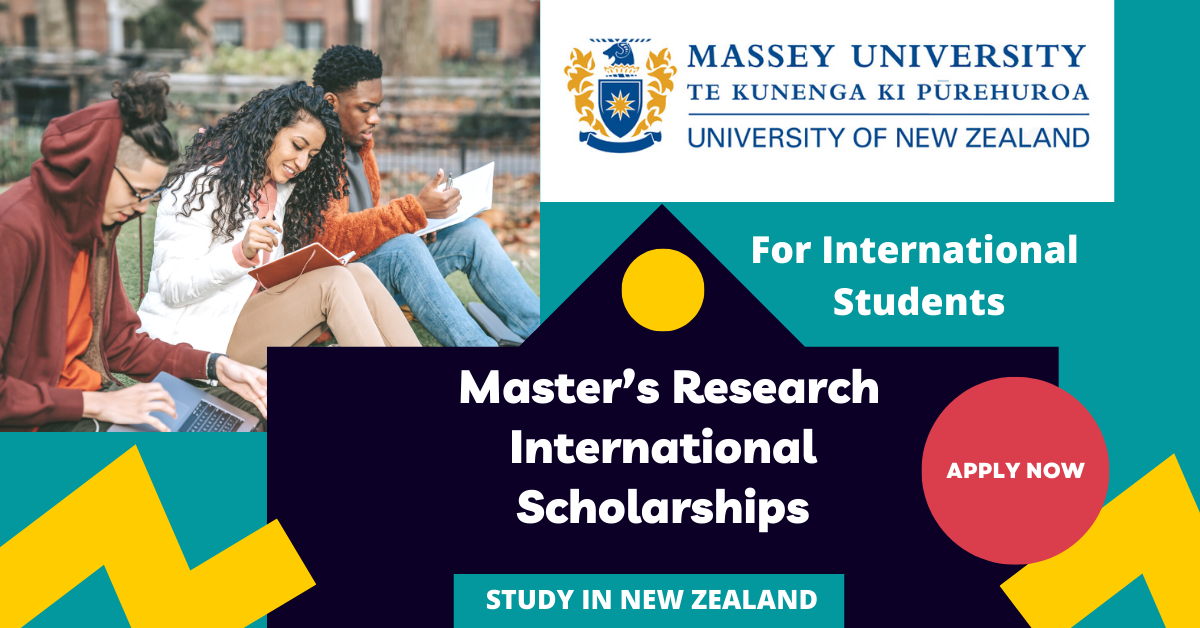 MASSEY UNIVERSITY
TE KUNENGA KI PŪREHUROA
UNIVERSITY OF NEW ZEALAND
For International
Students
Master's Research
International
Scholarships
APPLY NOW
STUDY IN NEW ZEALAND